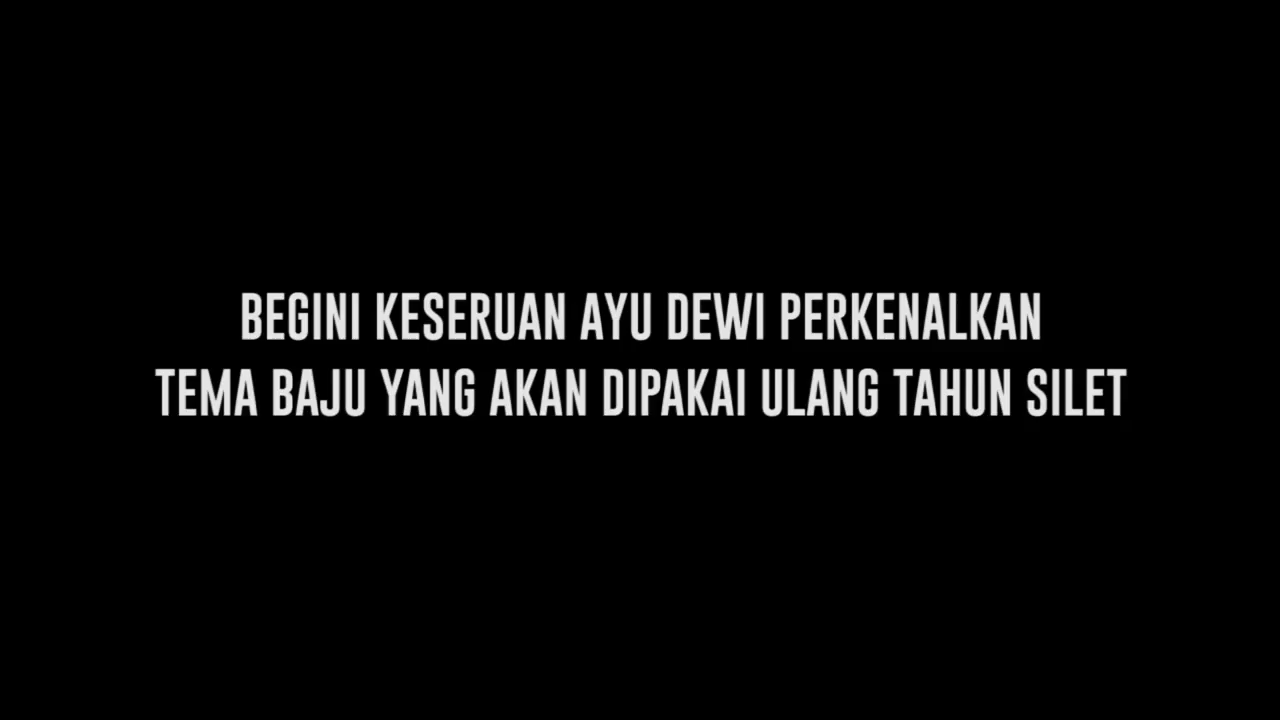 BEGINI KESERUAN AYU DEWI PERKENALKAN
TEMA BAJU YANG AKAN DIPAKAI ULANG TAHUN SILET